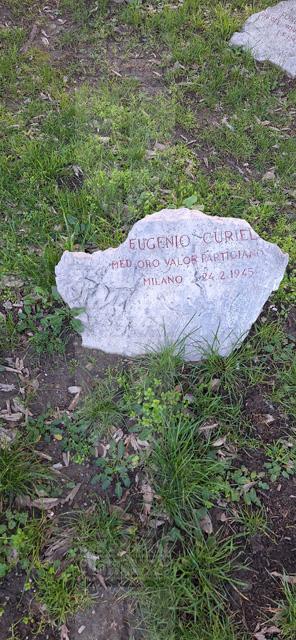 EUGENIO CURIEL
MED. ORO VALOR PARTIGIANO
MILANO 24.2.1945